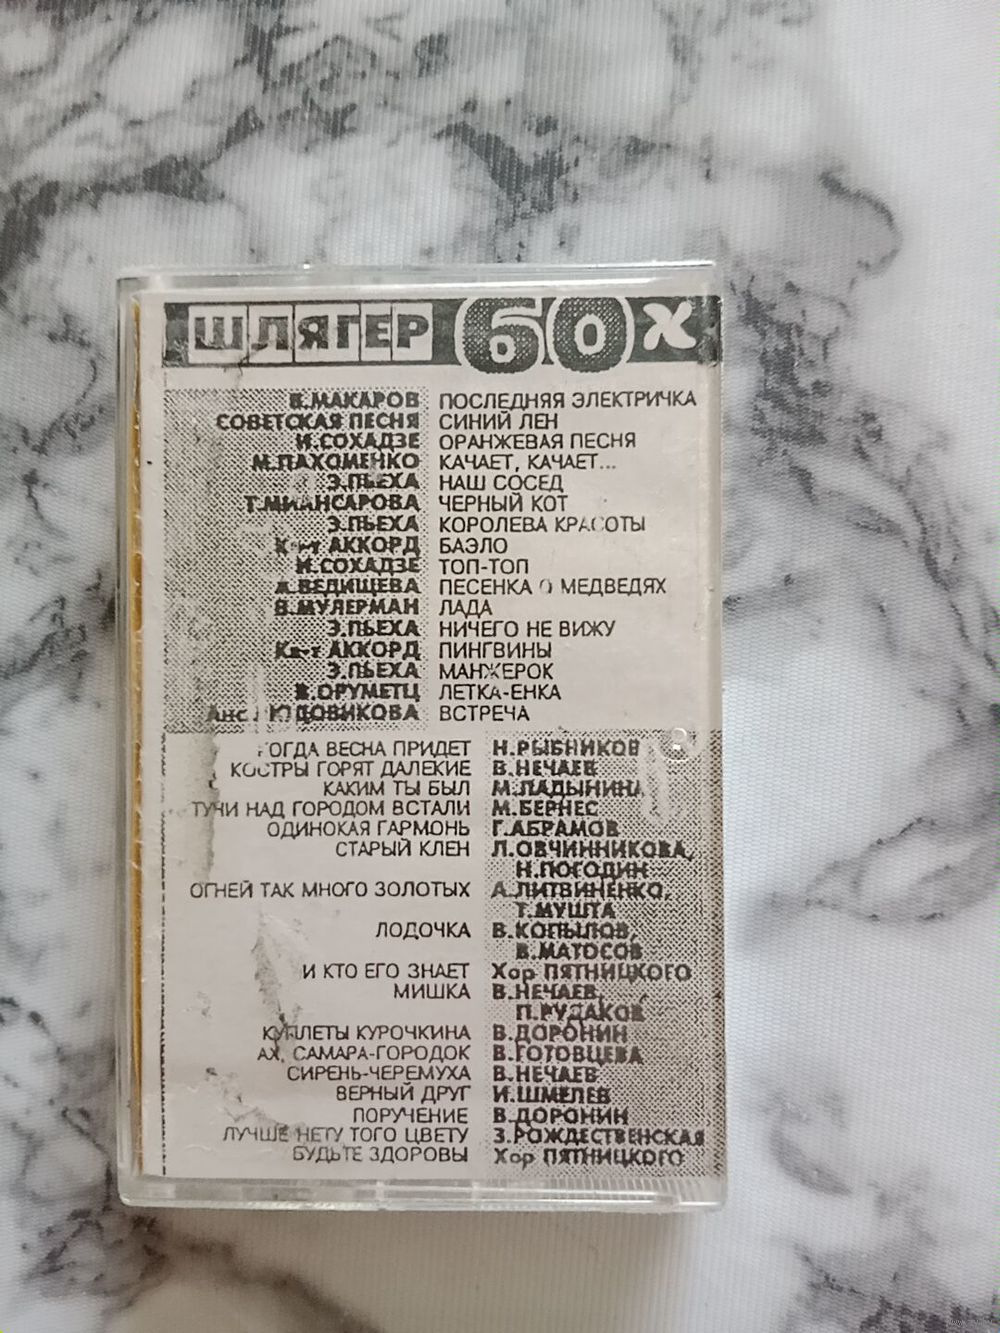 ШЛЯГЕР 60х
В.МАКАРОВ ПОСЛЕДНЯЯ ЭЛЕКТРИЧКА
СОВЕТСКАЯ ПЕСНЯ СИНИЙ ЛЕН
И.СОХАДЗЕ ОРАНЖЕВАЯ ПЕСНЯ
М.ПАХОМЕНКО КАЧАЕТ, КАЧАЕТ...
Э.ПЬЕХА НАШ СОСЕД
Т.МИАНСАРОВА ЧЕРНЫЙ КОТ
Э.ПЬЕХА КОРОЛЕВА КРАСОТЫ
К-т АККОРД БАЭЛО
И.СОХАДЗЕ ТОП-ТОП
А.ВЕДИЩЕВА ПЕСЕНКА О МЕДВЕДЯХ
В.МУЛЕРМАН ЛАДА
Э.ПЬЕХА НИЧЕГО НЕ ВИЖУ
Кв-т АККОРД ПИНГВИНЫ
Э.ПЬЕХА МАНЖЕРОК
В.ОРУМЕТЦ ЛЕТКА-ЕНКА
Анс ЮДОВИКОВА ВСТРЕЧА
КОГДА ВЕСНА ПРИДЕТ Н.РЫБНИКОВ
КОСТРЫ ГОРЯТ ДАЛЕКИЕ В.НЕЧАЕВ
КАКИМ ТЫ БЫЛ М.ЛАДЫНИНА
ТУЧИ НАД ГОРОДОМ ВСТАЛИ М.БЕРНЕС
ОДИНОКАЯ ГАРМОНЬ Г.АБРАМОВ
СТАРЫЙ КЛЕН Л.ОВЧИННИКОВА,
Н.ПОГОДИН
ОГНЕЙ ТАК МНОГО ЗОЛОТЫХ А.ЛИТВИНЕНКО,
Т.МУШТА
ЛОДОЧКА В.КОПЫЛОВ,
В.МАТОСОВ
И КТО ЕГО ЗНАЕТ Хор ПЯТНИЦКОГО
МИШКА В.НЕЧАЕВ,
П.РУДАКОВ
КУПЛЕТЫ КУРОЧКИНА В.ДОРОНИН
АХ, САМАРА-ГОРОДОК В.ГОТОВЦЕВА
СИРЕНЬ-ЧЕРЕМУХА В.НЕЧАЕВ
ВЕРНЫЙ ДРУГ И.ШМЕЛЕВ
ПОРУЧЕНИЕ В.ДОРОНИН
ЛУЧШЕ НЕТУ ТОГО ЦВЕТУ З.РОЖДЕСТВЕНСКАЯ
БУДЬТЕ ЗДОРОВЫ Хор ПЯТНИЦКОГО